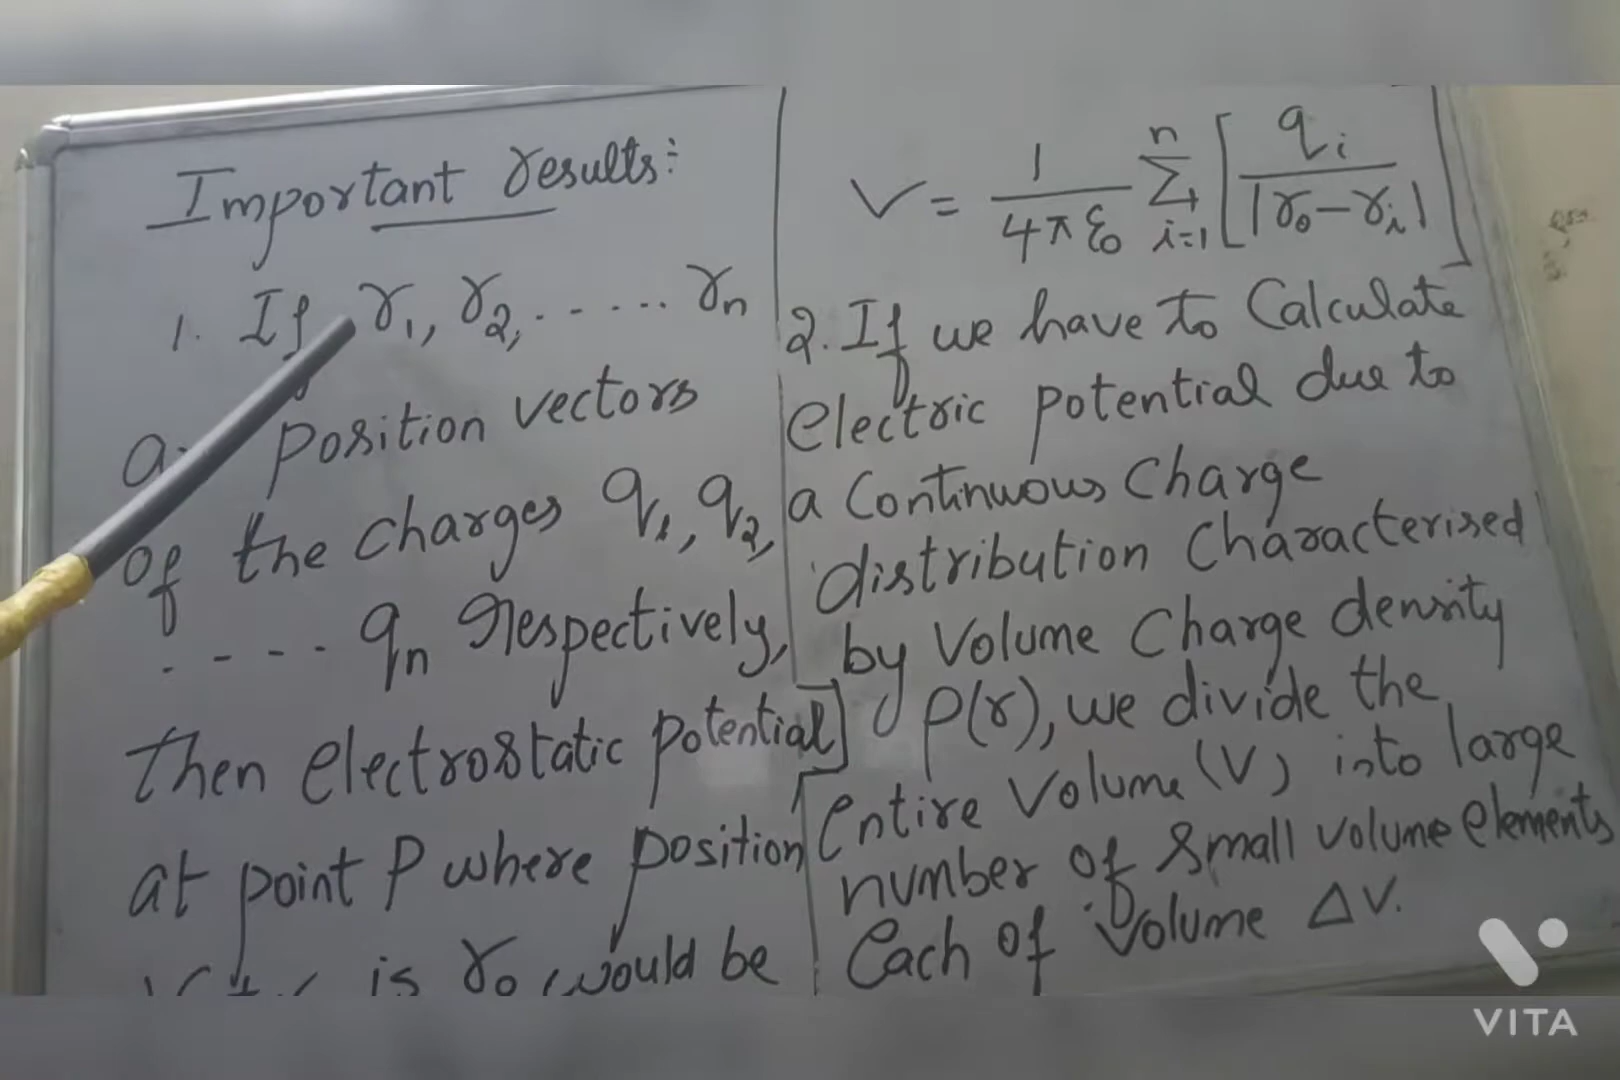 Important results:
1. If r₁, r₂, ..... rₙ
position vectors
of the charges q₁, q₂,
..... qₙ respectively,
then electrostatic potential
at point P where position
is r₀, would be
V = 1/4πε₀ Σ i=1 n [qᵢ/|r₀-rᵢ|]
2. If we have to Calculate
electric potential due to
a Continuous Charge
distribution Characterised
by Volume Charge density
ρ(r), we divide the
entire Volume (V) into large
number of small volume elements
Each of Volume ΔV.
VITA